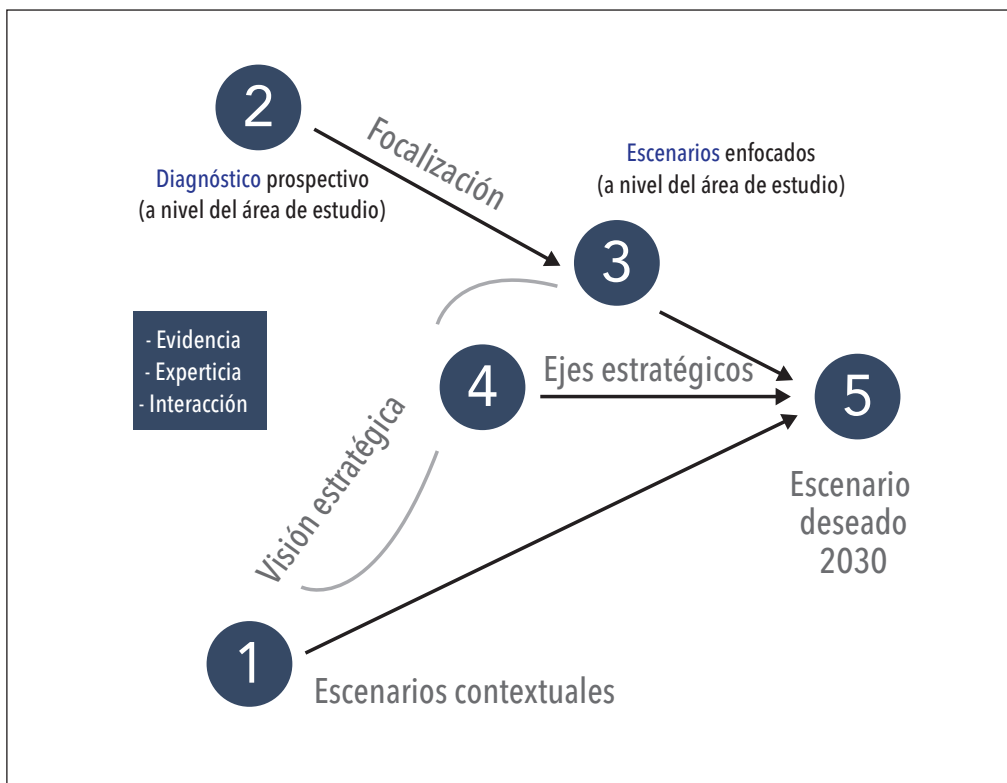 2
Focalización
Diagnóstico prospectivo
(a nivel del área de estudio)
Escenarios enfocados
(a nivel del área de estudio)
3
- Evidencia
- Experticia
- Interacción
4
Ejes estratégicos
5
Visión estratégica
Escenario
deseado
2030
1
Escenarios contextuales